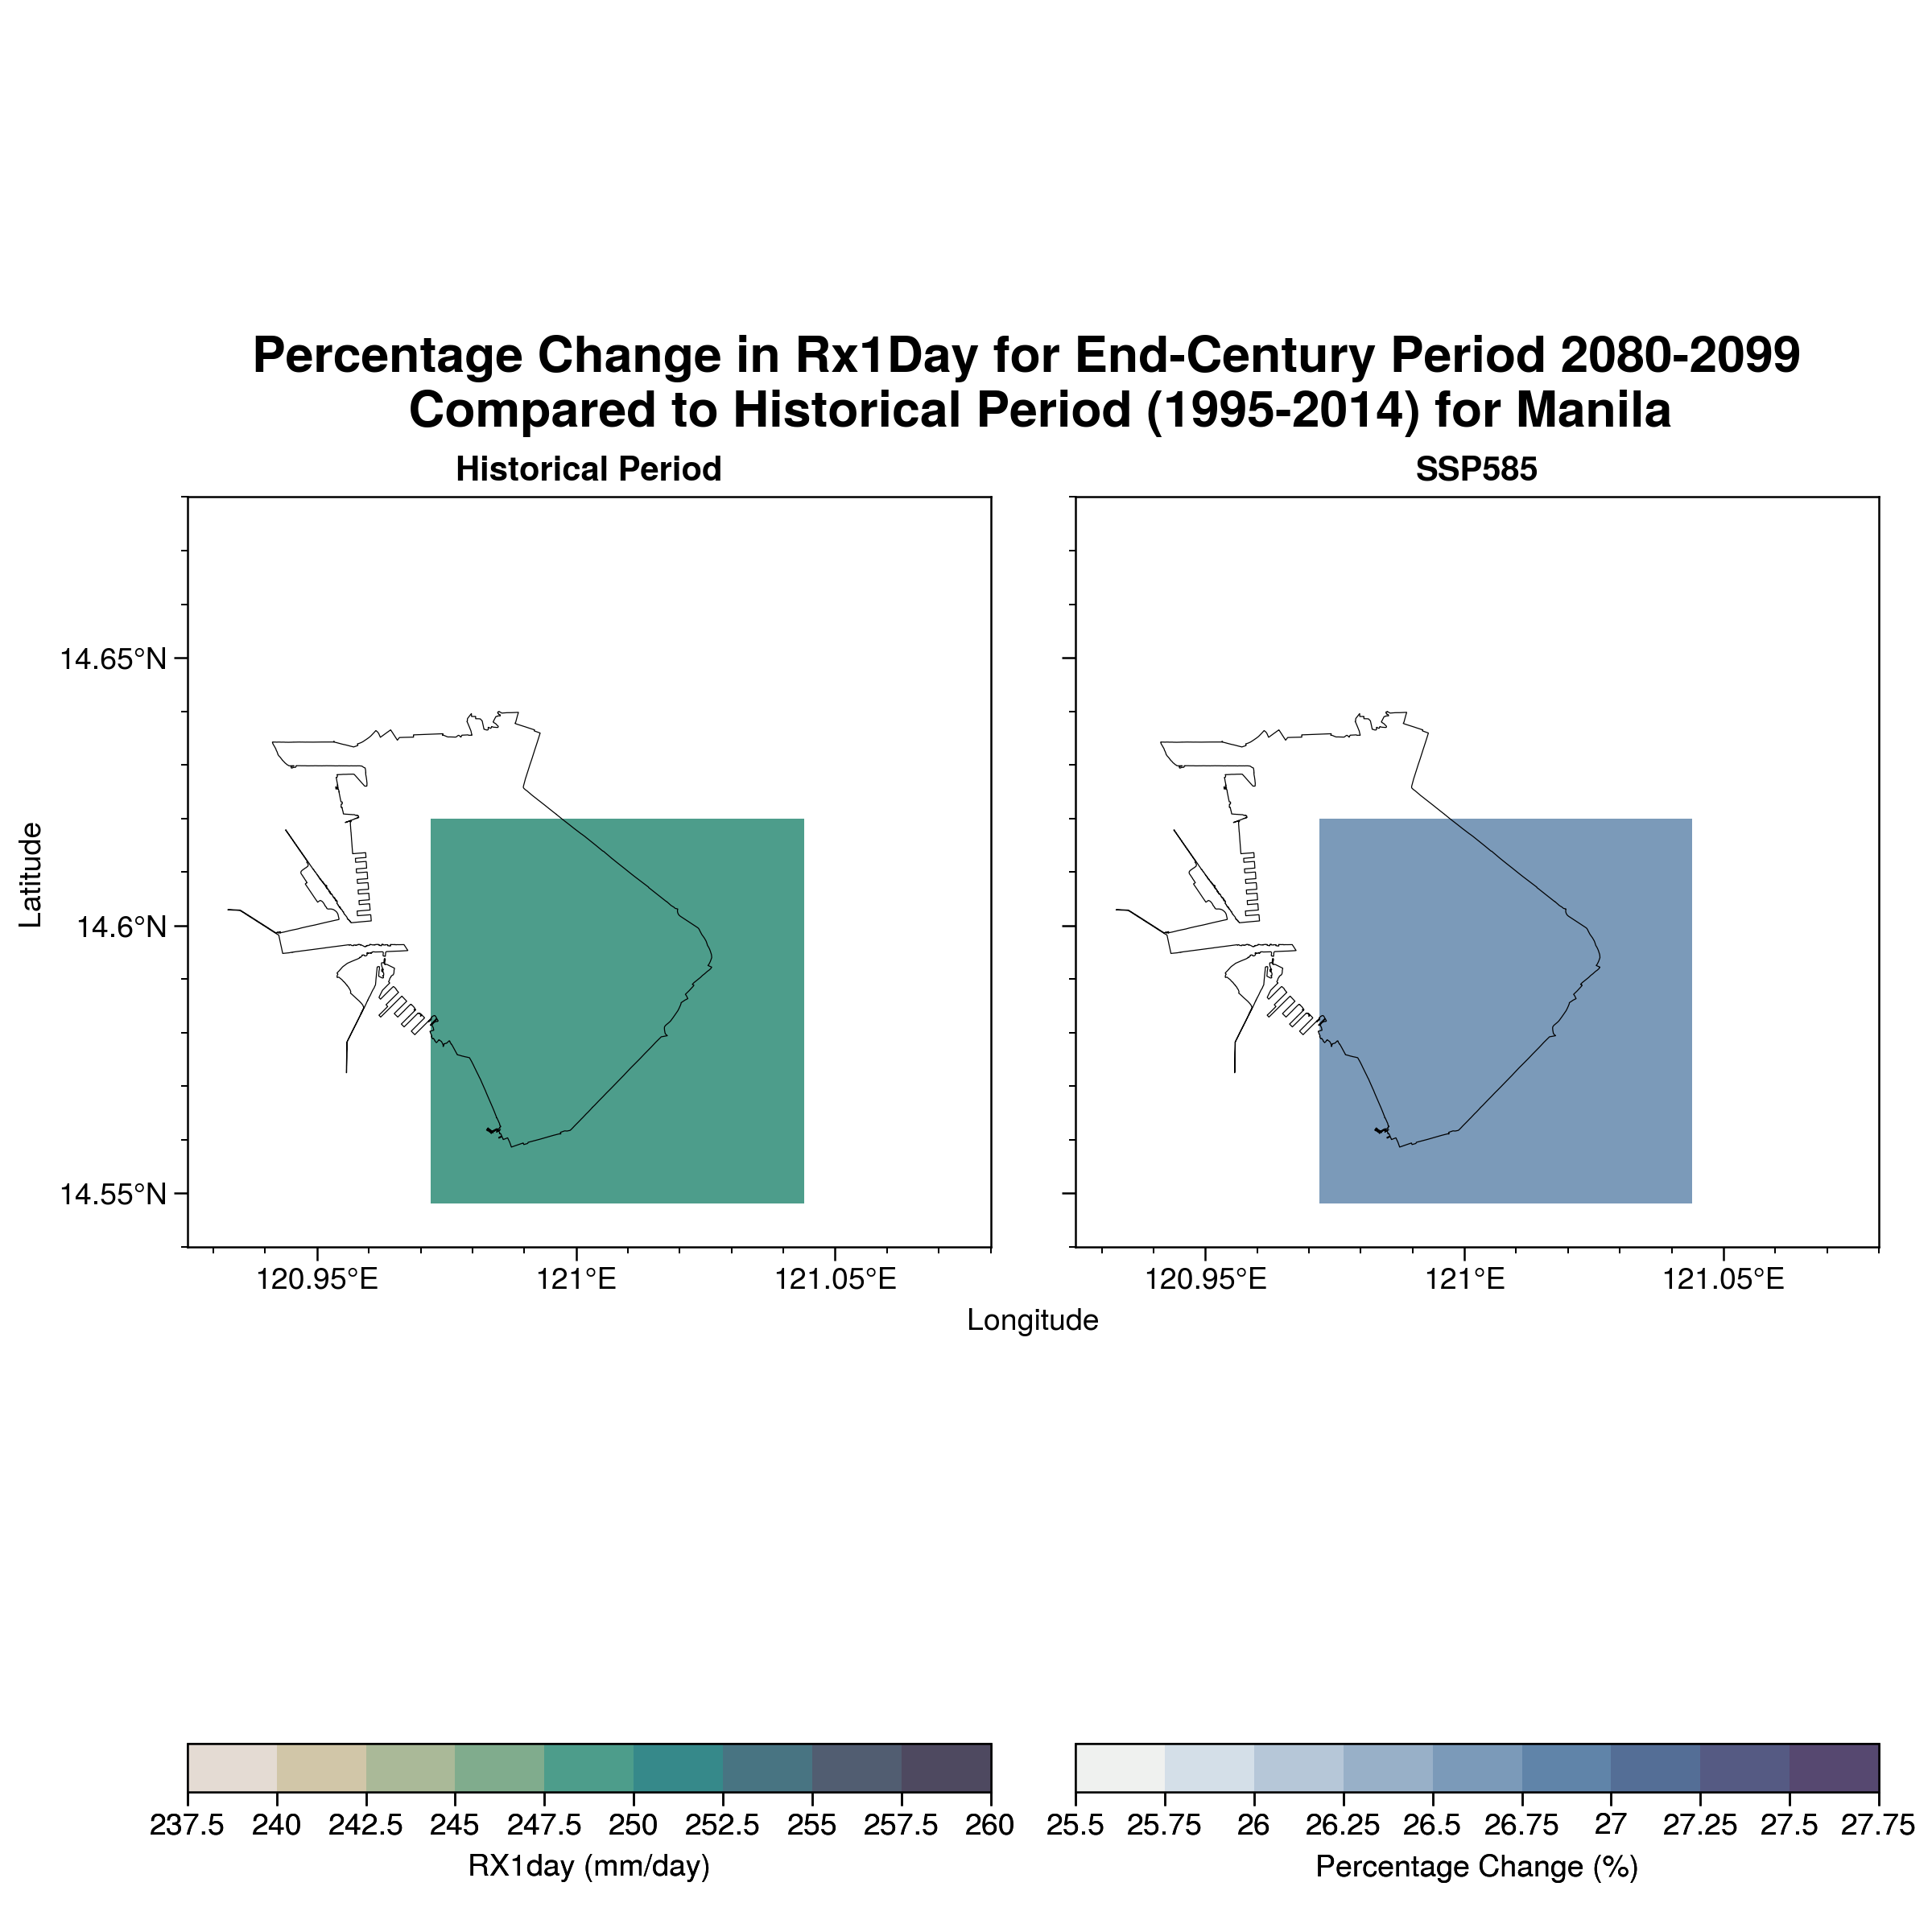 Percentage Change in Rx1Day for End-Century Period 2080-2099
Compared to Historical Period (1995-2014) for Manila
Historical Period
SSP585
Latitude
14.65°N
14.6°N
14.55°N
120.95°E 121°E 121.05°E
120.95°E 121°E 121.05°E
Longitude
237.5 240 242.5 245 247.5 250 252.5 255 257.5 260
RX1day (mm/day)
25.5 25.75 26 26.25 26.5 26.75 27 27.25 27.5 27.75
Percentage Change (%)